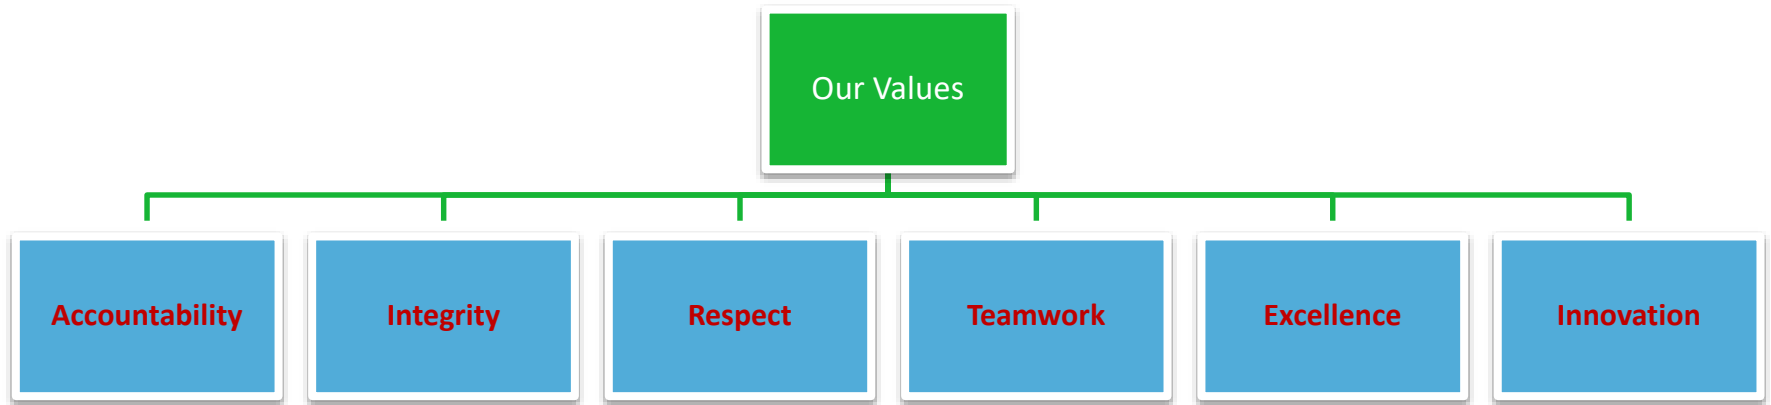 Our Values
Accountability
Integrity
Respect
Teamwork
Excellence
Innovation